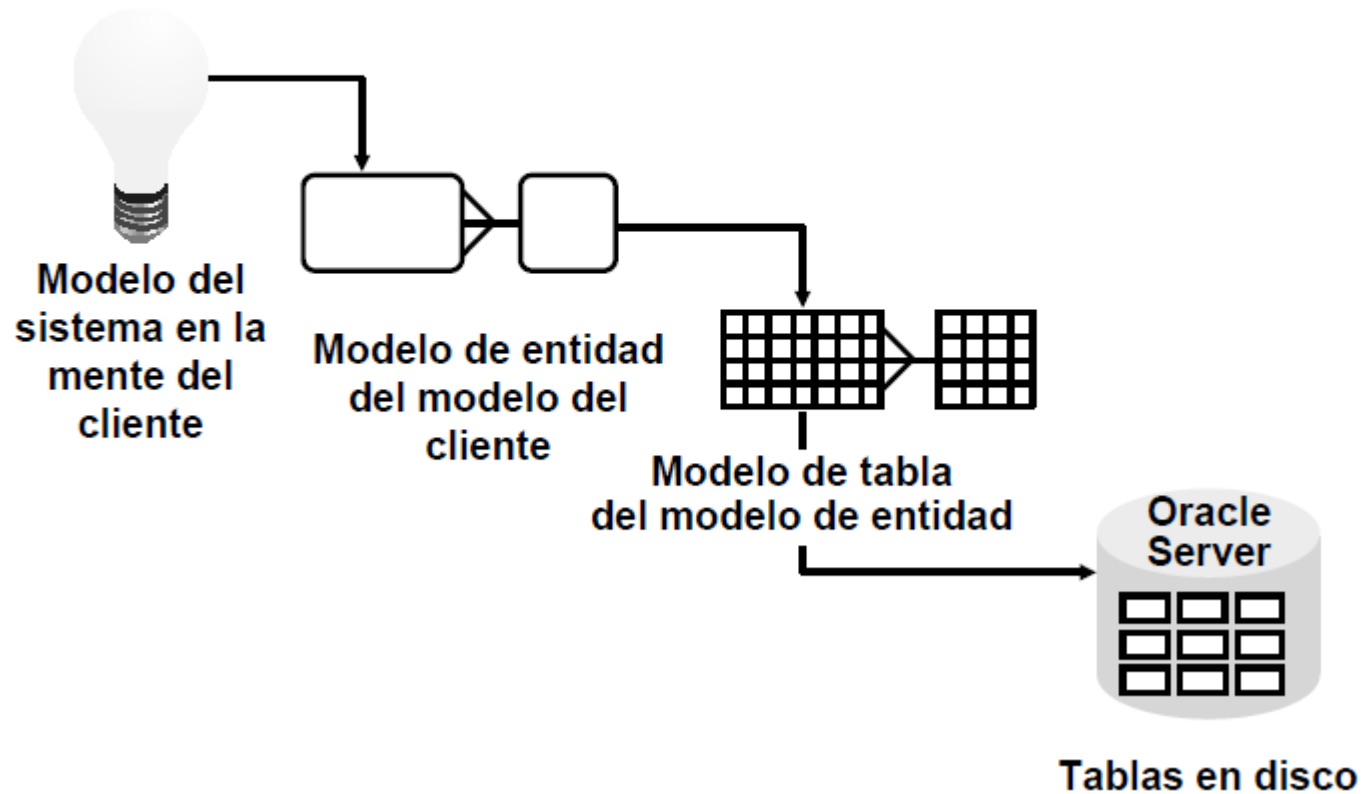 Modelo del
sistema en la
mente del
cliente
Modelo de entidad
del modelo del
cliente
Modelo de tabla
del modelo de entidad
Oracle
Server
Tablas en disco